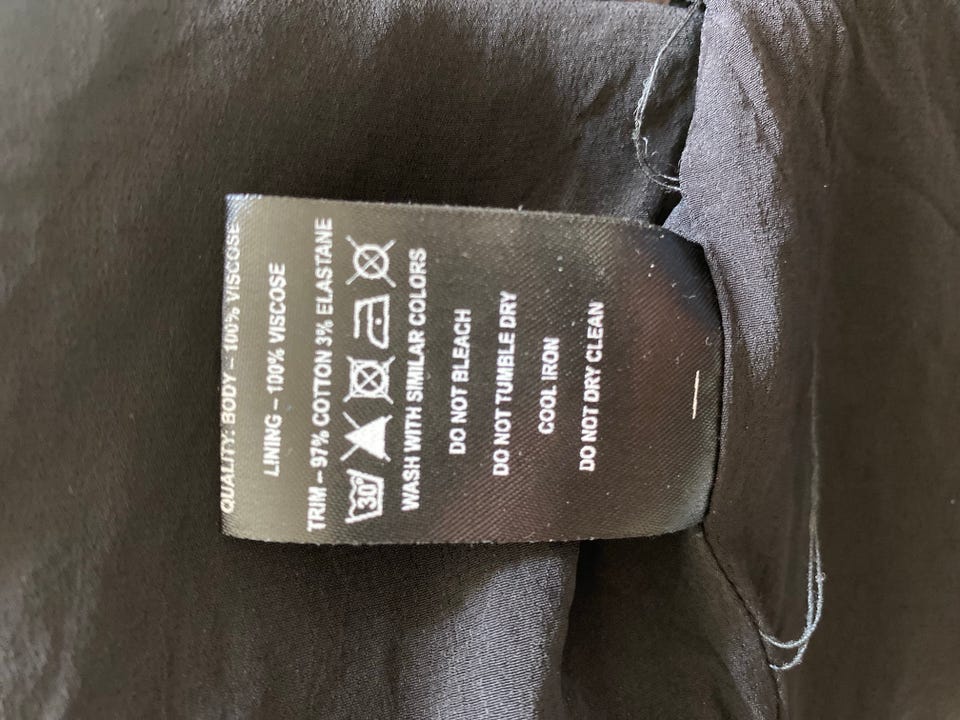 QUALITY: BODY – 100% VISCOSE
LINING – 100% VISCOSE
TRIM – 97% COTTON 3% ELASTANE
30°
WASH WITH SIMILAR COLORS
DO NOT BLEACH
DO NOT TUMBLE DRY
COOL IRON
DO NOT DRY CLEAN